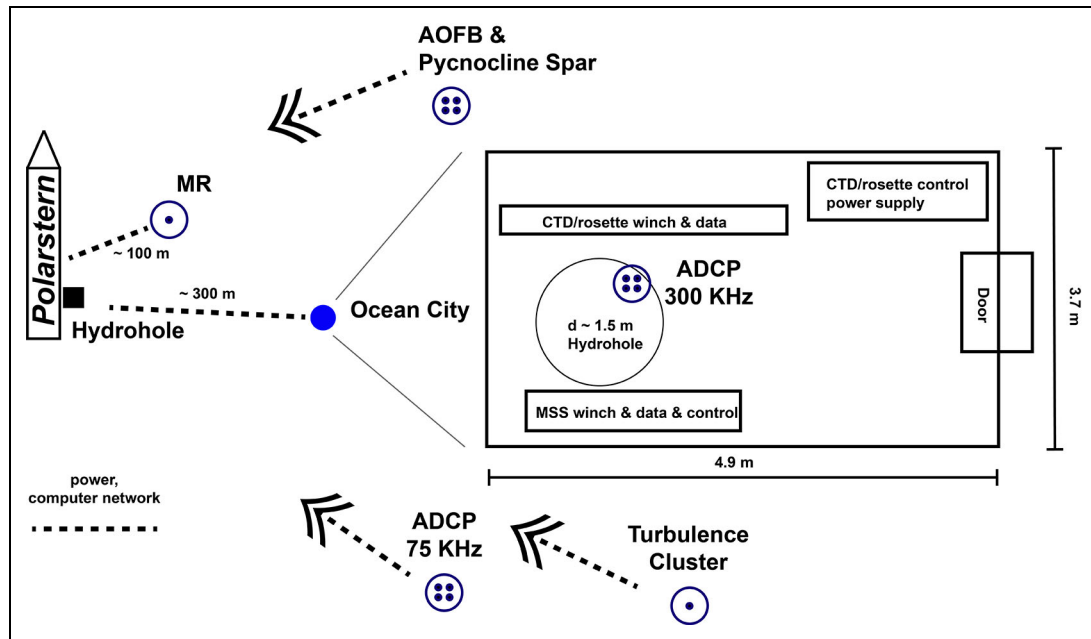 AOFB &
Pycnocline Spar
Polarstern
MR
~ 100 m
~ 300 m
Hydrohole
Ocean City
CTD/rosette control
power supply
CTD/rosette winch & data
ADCP
300 KHz
d ~ 1.5 m
Hydrohole
Door
MSS winch & data & control
3.7 m
4.9 m
power,
computer network
ADCP
75 KHz
Turbulence
Cluster